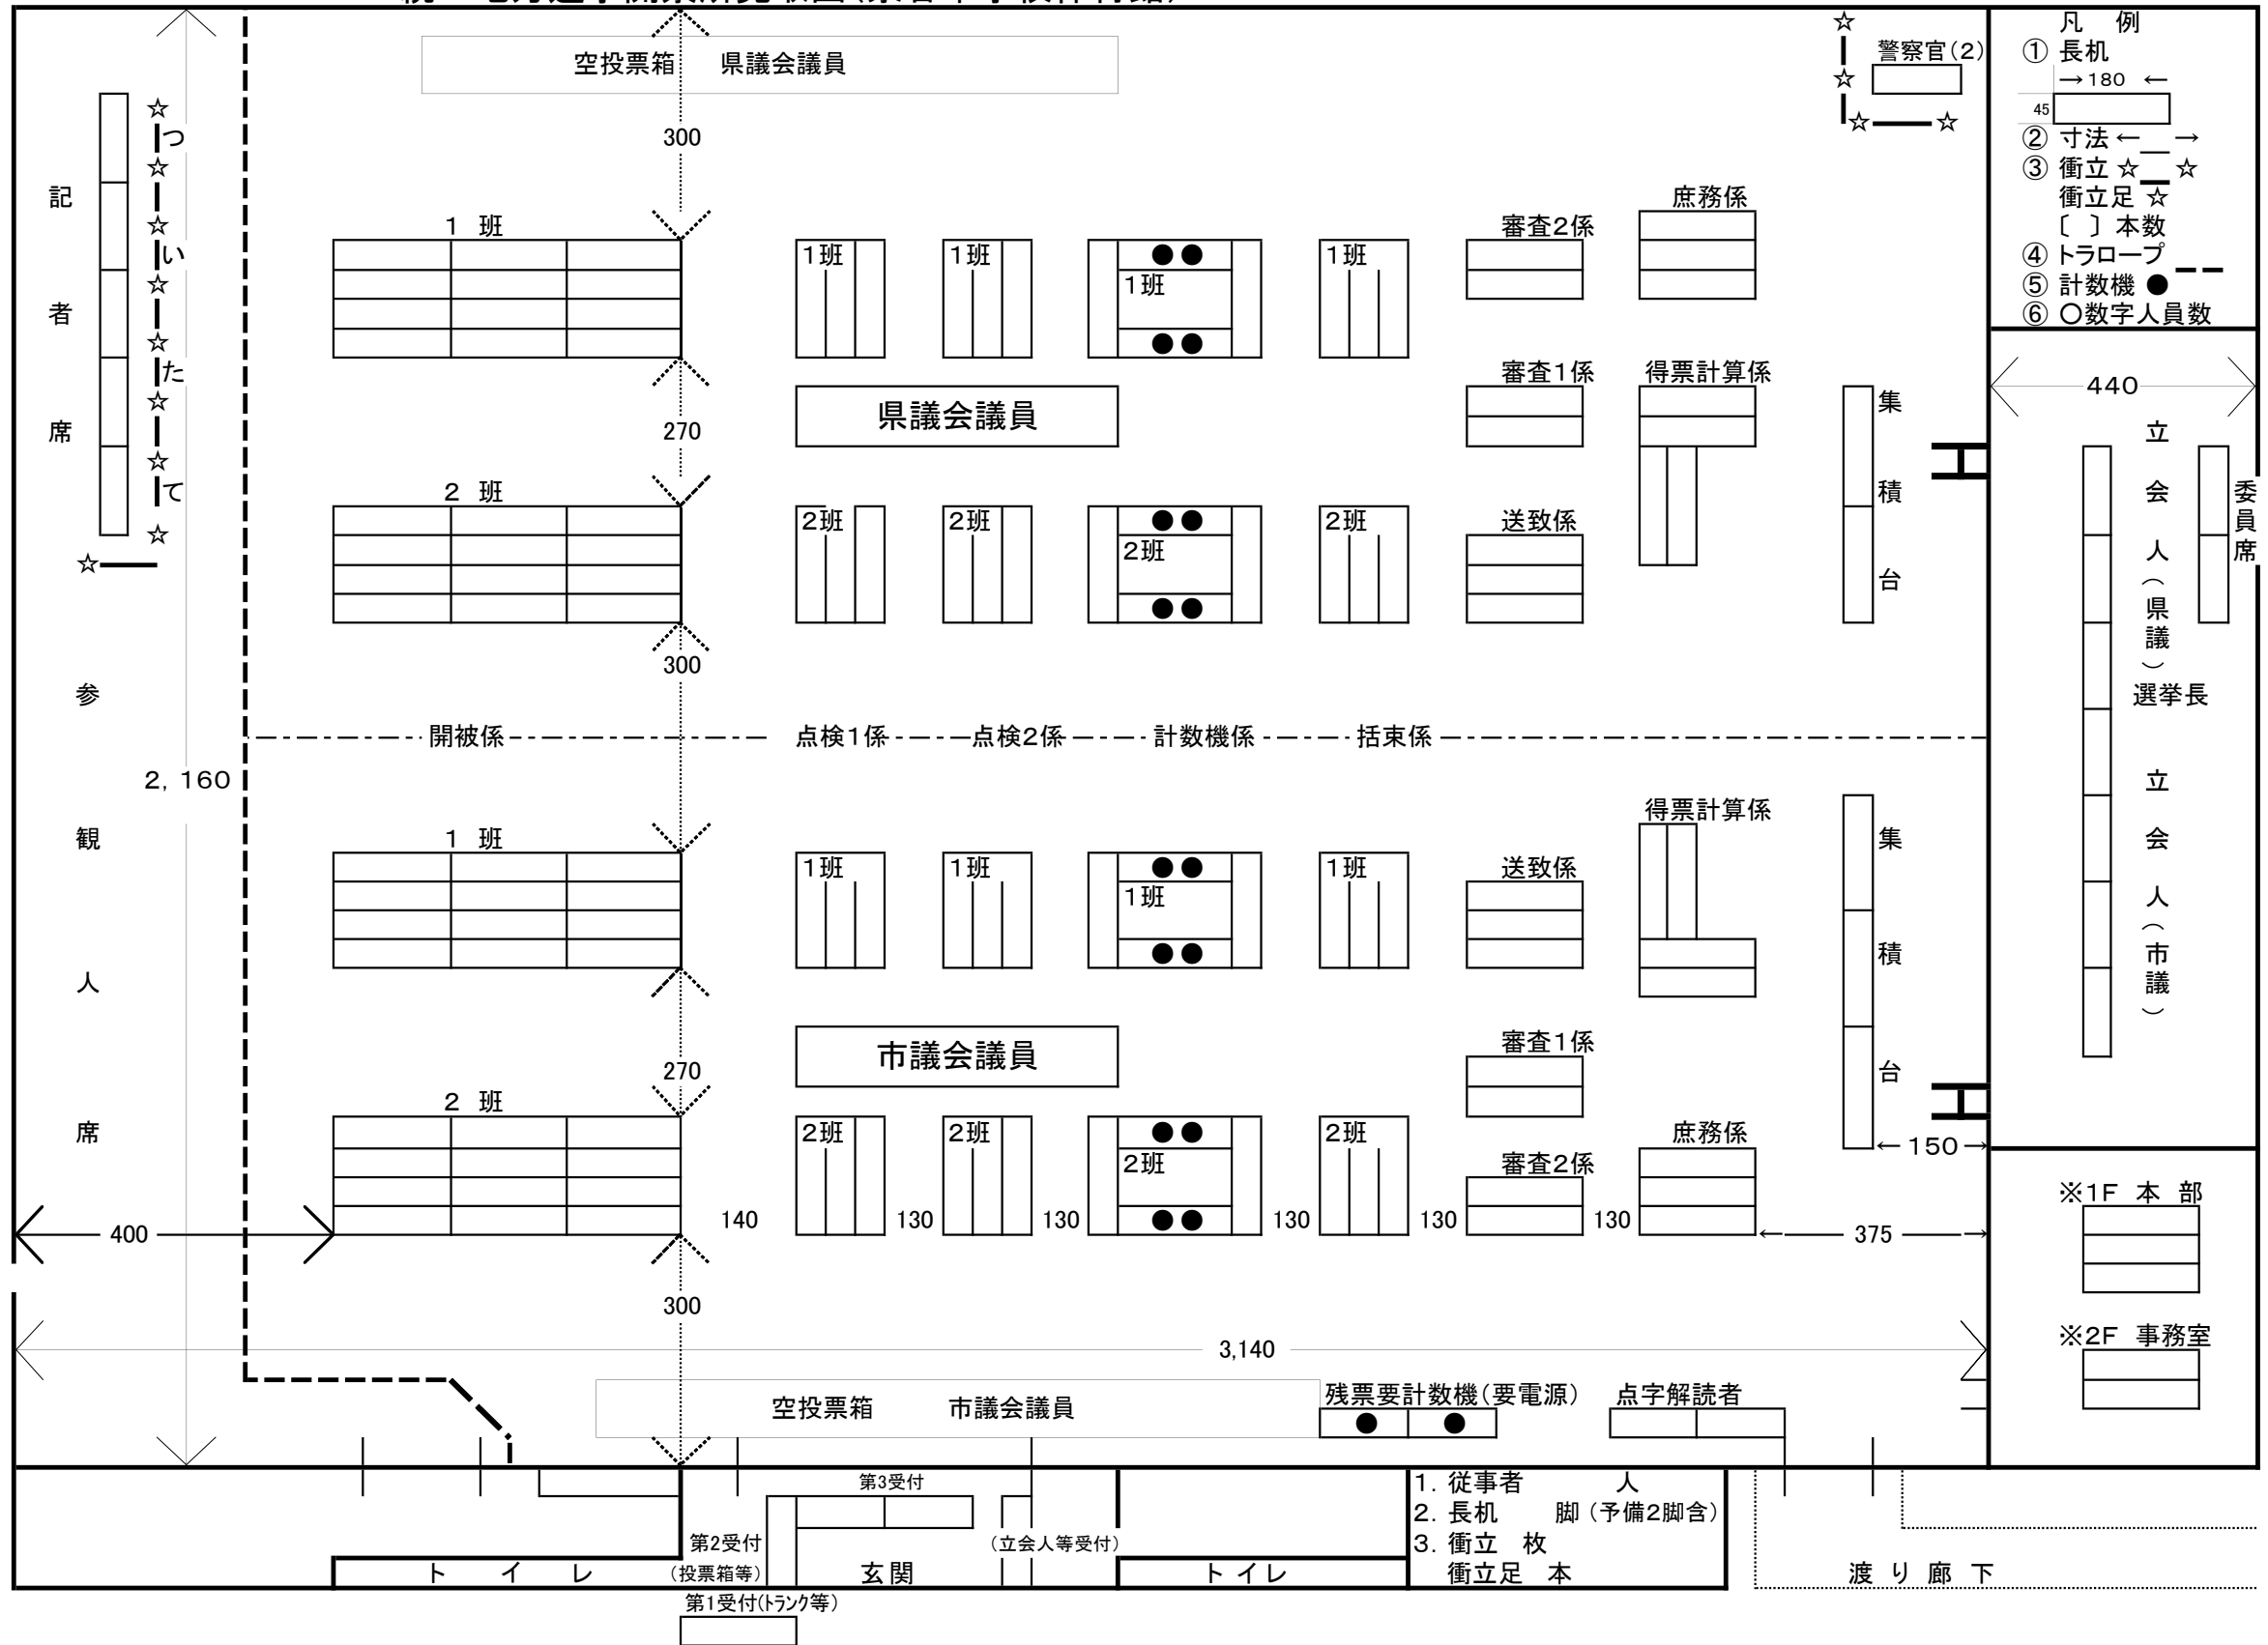 空投票箱　県議会議員
警察官(2)
凡　例
① 長机
→180 ←
45
② 寸法 ← →
③ 衝立 ☆ ☆
衝立足 ☆
〔　〕本数
④ トラロープ
⑤ 計数機 ●
⑥ 〇数字人員数
記者席
ついたて
300
1 班
1班
1班
1班
1班
審査2係
庶務係
270
県議会議員
審査1係
得票計算係
集積台
440
2 班
2班
2班
2班
2班
送致係
立会人(県議)
委員席
選挙長
立会人(市議)
300
参観人席
2,160
開被係
点検1係
点検2係
計数機係
括束係
1 班
1班
1班
1班
1班
送致係
得票計算係
集積台
270
市議会議員
審査1係
2 班
2班
2班
2班
2班
審査2係
庶務係
←150→
400
140
130
130
130
130
130
← 375 →
※1F 本 部
※2F 事務室
300
3,140
空投票箱　市議会議員
残票要計数機(要電源)
点字解読者
第3受付
第2受付
(投票箱等)
(立会人等受付)
トイレ
玄関
トイレ
1. 従事者　人
2. 長机　脚(予備2脚含)
3. 衝立　枚
衝立足　本
渡り廊下
第1受付(トランク等)